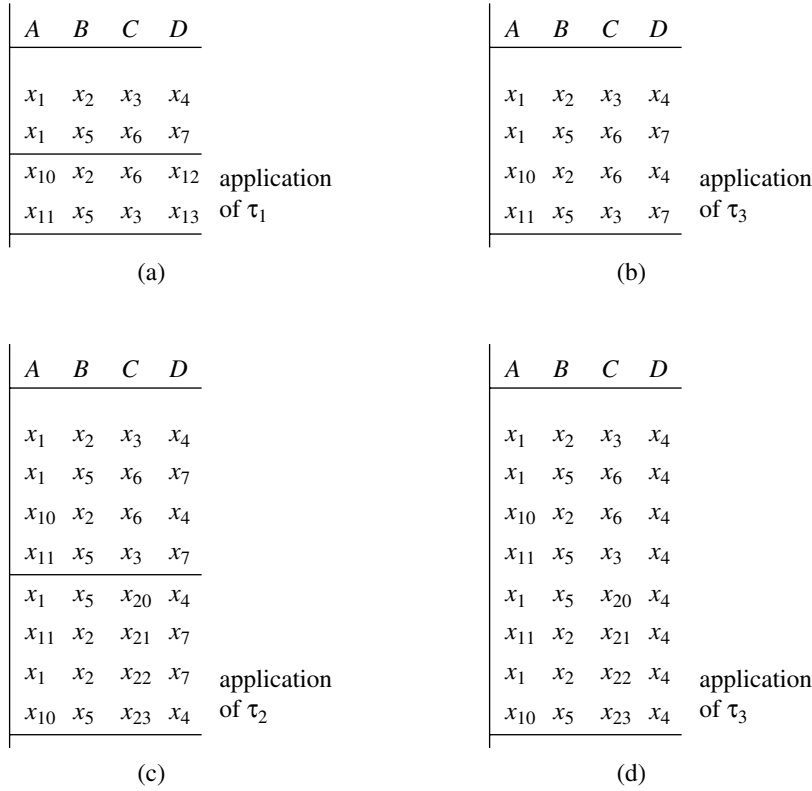 A B C D
x₁ x₂ x₃ x₄
x₁ x₅ x₆ x₇
x₁₀ x₂ x₆ x₁₂
x₁₁ x₅ x₃ x₁₃
application
of τ₁
(a)
A B C D
x₁ x₂ x₃ x₄
x₁ x₅ x₆ x₇
x₁₀ x₂ x₆ x₄
x₁₁ x₅ x₃ x₇
application
of τ₃
(b)
A B C D
x₁ x₂ x₃ x₄
x₁ x₅ x₆ x₇
x₁₀ x₂ x₆ x₄
x₁₁ x₅ x₃ x₇
x₁ x₅ x₂₀ x₄
x₁₁ x₂ x₂₁ x₇
x₁ x₂ x₂₂ x₇
x₁₀ x₅ x₂₃ x₄
application
of τ₂
(c)
A B C D
x₁ x₂ x₃ x₄
x₁ x₅ x₆ x₄
x₁₀ x₂ x₆ x₄
x₁₁ x₅ x₃ x₄
x₁ x₅ x₂₀ x₄
x₁₁ x₂ x₂₁ x₄
x₁ x₂ x₂₂ x₄
x₁₀ x₅ x₂₃ x₄
application
of τ₃
(d)